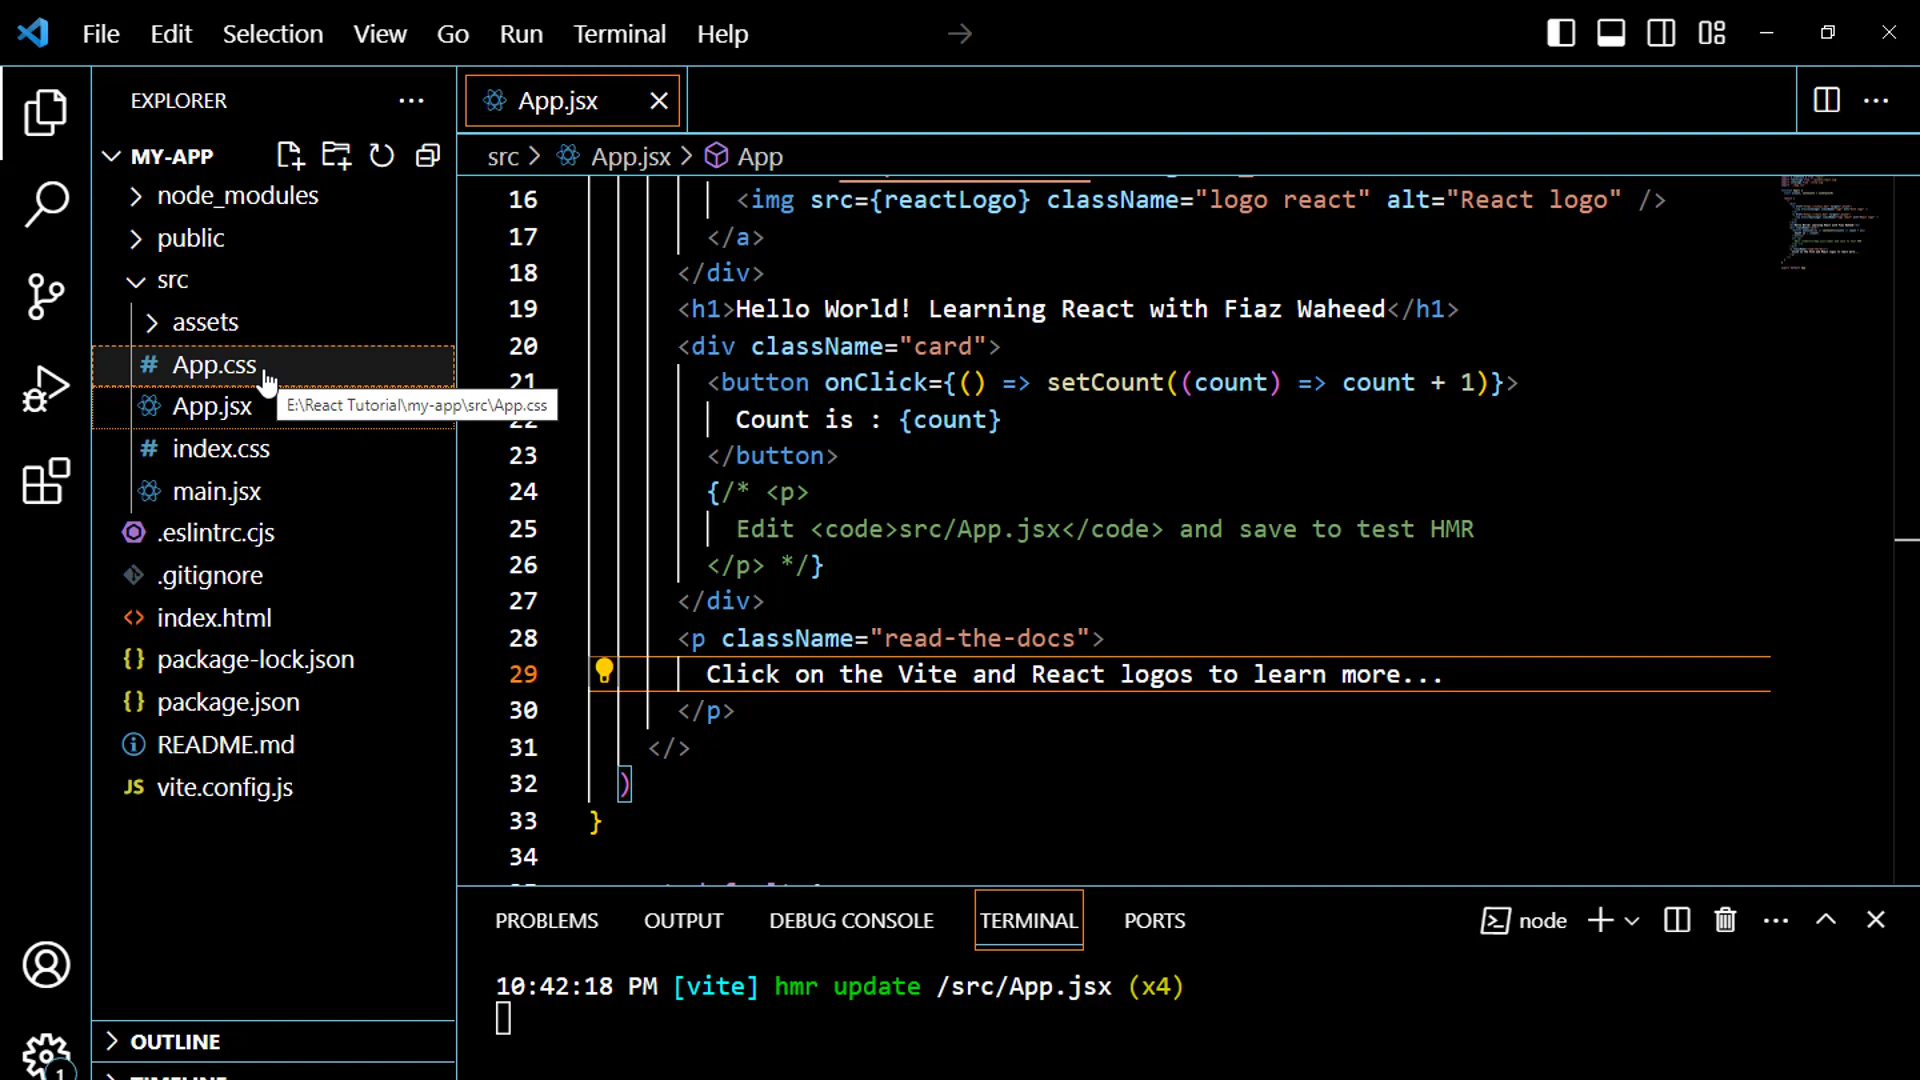 File Edit Selection View Go Run Terminal Help
EXPLORER
MY-APP
node_modules
public
src
assets
# App.css
App.jsx
E:\React Tutorial\my-app\src\App.css
# index.css
main.jsx
.eslintrc.cjs
.gitignore
<> index.html
{} package-lock.json
{} package.json
README.md
JS vite.config.js
OUTLINE
TIMELINE
1
App.jsx
src > App.jsx > App
16 <img src={reactLogo} className="logo react" alt="React logo" />
17 </a>
18 </div>
19 <h1>Hello World! Learning React with Fiaz Waheed</h1>
20 <div className="card">
21 <button onClick={() => setCount((count) => count + 1)}>
22 Count is : {count}
23 </button>
24 {/* <p>
25 Edit <code>src/App.jsx</code> and save to test HMR
26 </p> */}
27 </div>
28 <p className="read-the-docs">
29 Click on the Vite and React logos to learn more...
30 </p>
31 </>
32 )
33 }
34
PROBLEMS OUTPUT DEBUG CONSOLE TERMINAL PORTS node
10:42:18 PM [vite] hmr update /src/App.jsx (x4)